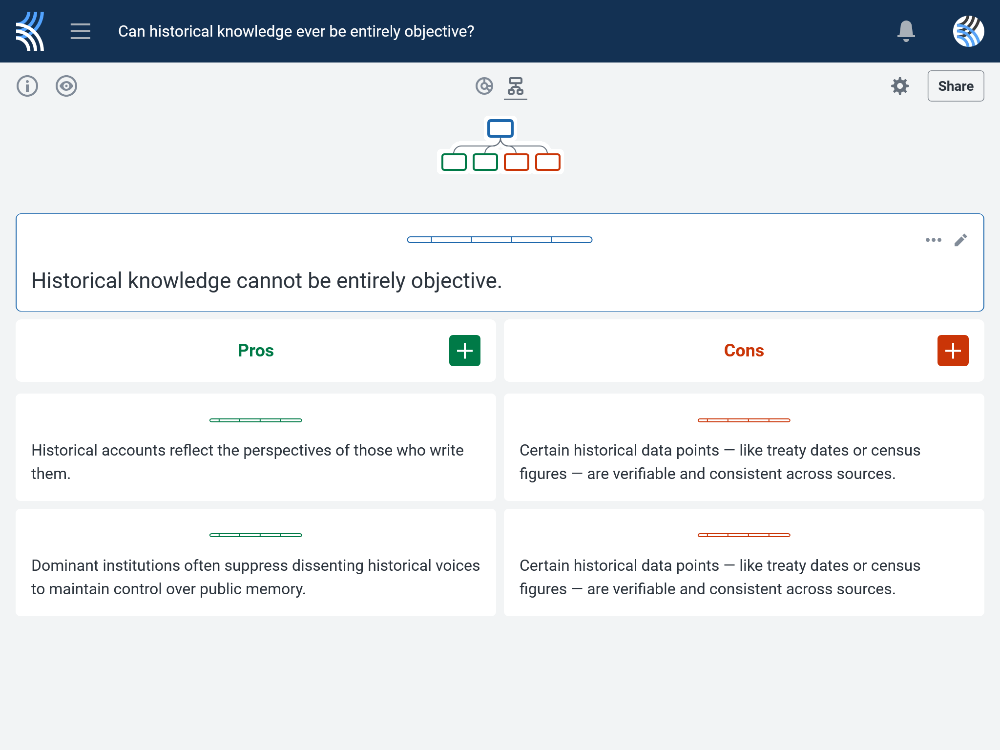 Can historical knowledge ever be entirely objective?
Share
Historical knowledge cannot be entirely objective.
Pros
Cons
Historical accounts reflect the perspectives of those who write
them.
Certain historical data points — like treaty dates or census
figures — are verifiable and consistent across sources.
Dominant institutions often suppress dissenting historical voices
to maintain control over public memory.
Certain historical data points — like treaty dates or census
figures — are verifiable and consistent across sources.